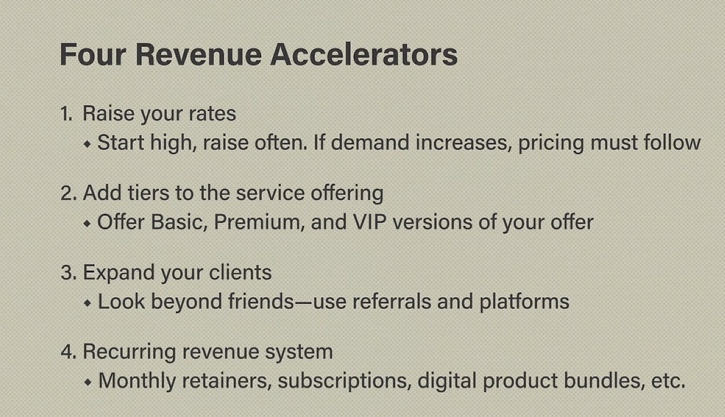 Four Revenue Accelerators
1. Raise your rates
◆ Start high, raise often. If demand increases, pricing must follow
2. Add tiers to the service offering
◆ Offer Basic, Premium, and VIP versions of your offer
3. Expand your clients
◆ Look beyond friends—use referrals and platforms
4. Recurring revenue system
◆ Monthly retainers, subscriptions, digital product bundles, etc.